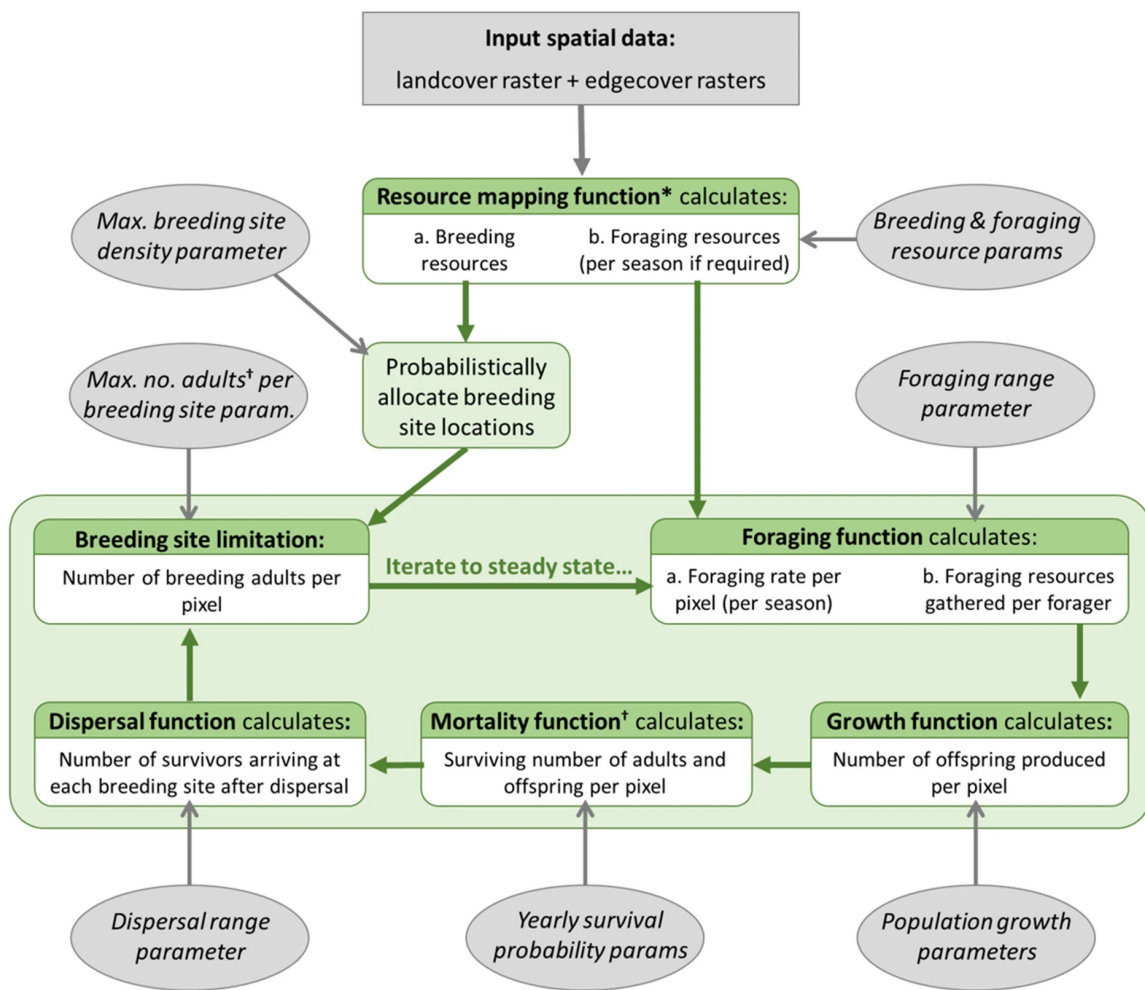 Input spatial data:
landcover raster + edgecover rasters
Resource mapping function* calculates:
a. Breeding
resources
b. Foraging resources
(per season if required)
Max. breeding site
density parameter
Breeding & foraging
resource params
Probabilistically
allocate breeding
site locations
Max. no. adults† per
breeding site param.
Foraging range
parameter
Breeding site limitation:
Number of breeding adults per
pixel
Iterate to steady state...
Foraging function calculates:
a. Foraging rate per
pixel (per season)
b. Foraging resources
gathered per forager
Dispersal function calculates:
Number of survivors arriving at
each breeding site after dispersal
Mortality function† calculates:
Surviving number of adults and
offspring per pixel
Growth function calculates:
Number of offspring produced
per pixel
Dispersal range
parameter
Yearly survival
probability params
Population growth
parameters